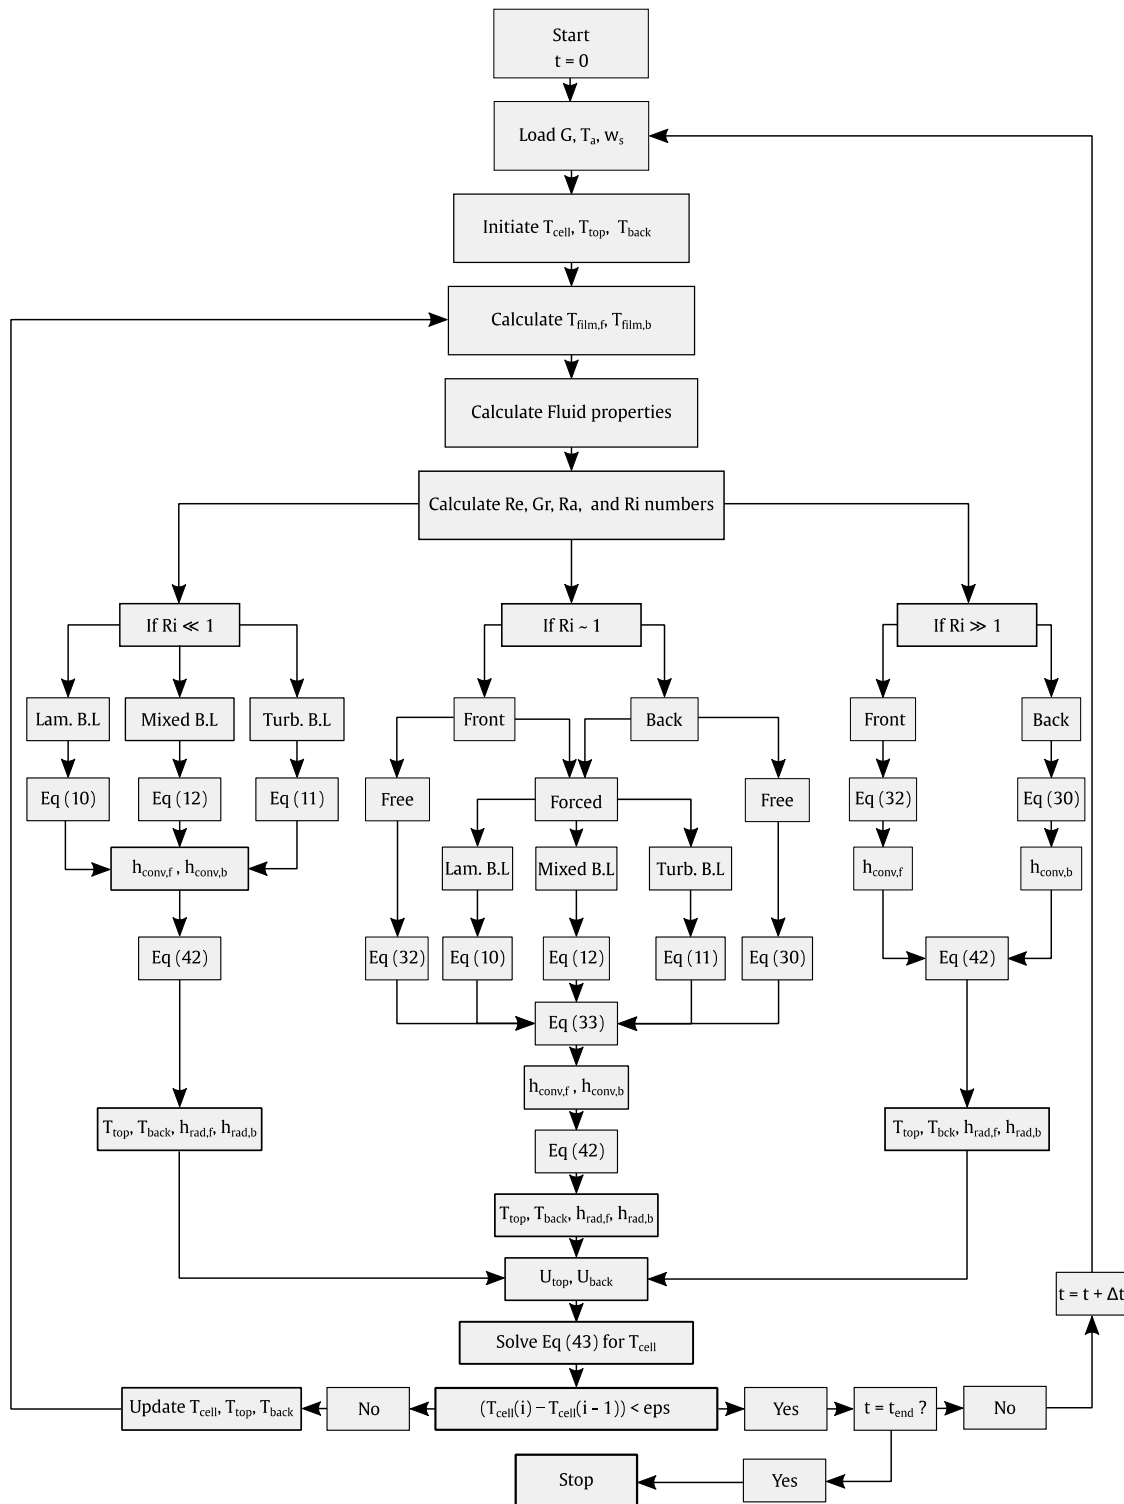 Start
t = 0
Load G, Ta, ws
Initiate Tcell, Ttop, Tback
Calculate Tfilm,f, Tfilm,b
Calculate Fluid properties
Calculate Re, Gr, Ra, and Ri numbers
If Ri ≪ 1
If Ri ~ 1
If Ri ≫ 1
Lam. B.L
Mixed B.L
Turb. B.L
Front
Back
Front
Back
Eq (10)
Eq (12)
Eq (11)
Free
Forced
Free
Eq (32)
Eq (30)
hconv,f , hconv,b
Lam. B.L
Mixed B.L
Turb. B.L
hconv,f
hconv,b
Eq (42)
Eq (32)
Eq (10)
Eq (12)
Eq (11)
Eq (30)
Eq (42)
Eq (33)
hconv,f , hconv,b
Ttop, Tback, hrad,f, hrad,b
Ttop, Tbck, hrad,f, hrad,b
Eq (42)
Ttop, Tback, hrad,f, hrad,b
Utop, Uback
t = t + Δt
Solve Eq (43) for Tcell
Update Tcell, Ttop, Tback
No
(Tcell(i) – Tcell(i - 1)) < eps
Yes
t = tend ?
No
Stop
Yes